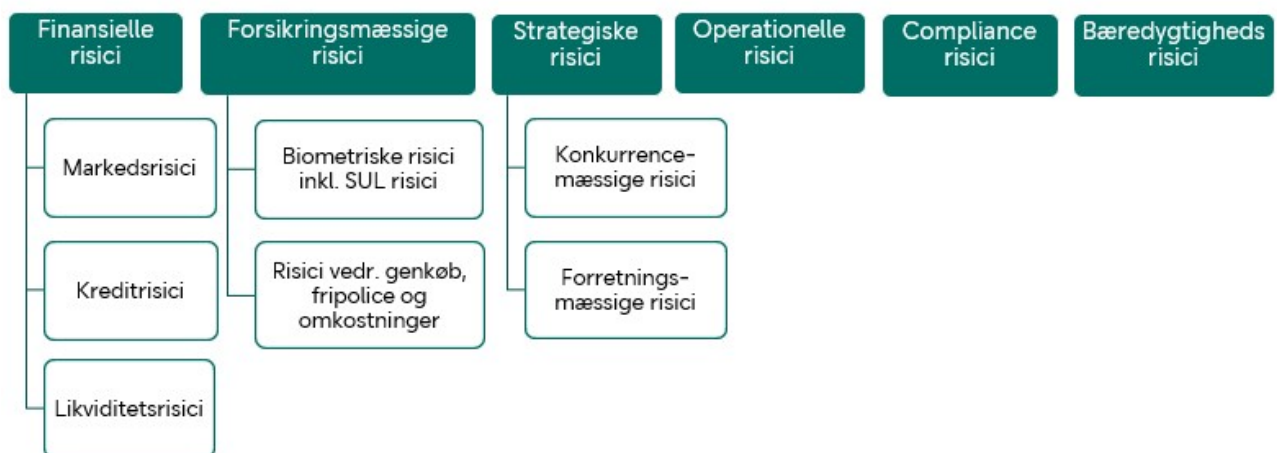 Finansielle
risici
Forsikringsmæssige
risici
Strategiske
risici
Operationelle
risici
Compliance
risici
Bæredygtigheds
risici
Markedsrisici
Kreditrisici
Likviditetsrisici
Biometriske risici
inkl. SUL risici
Risici vedr. genkøb,
fripolice og
omkostninger
Konkurrence-
mæssige risici
Forretnings-
mæssige risici